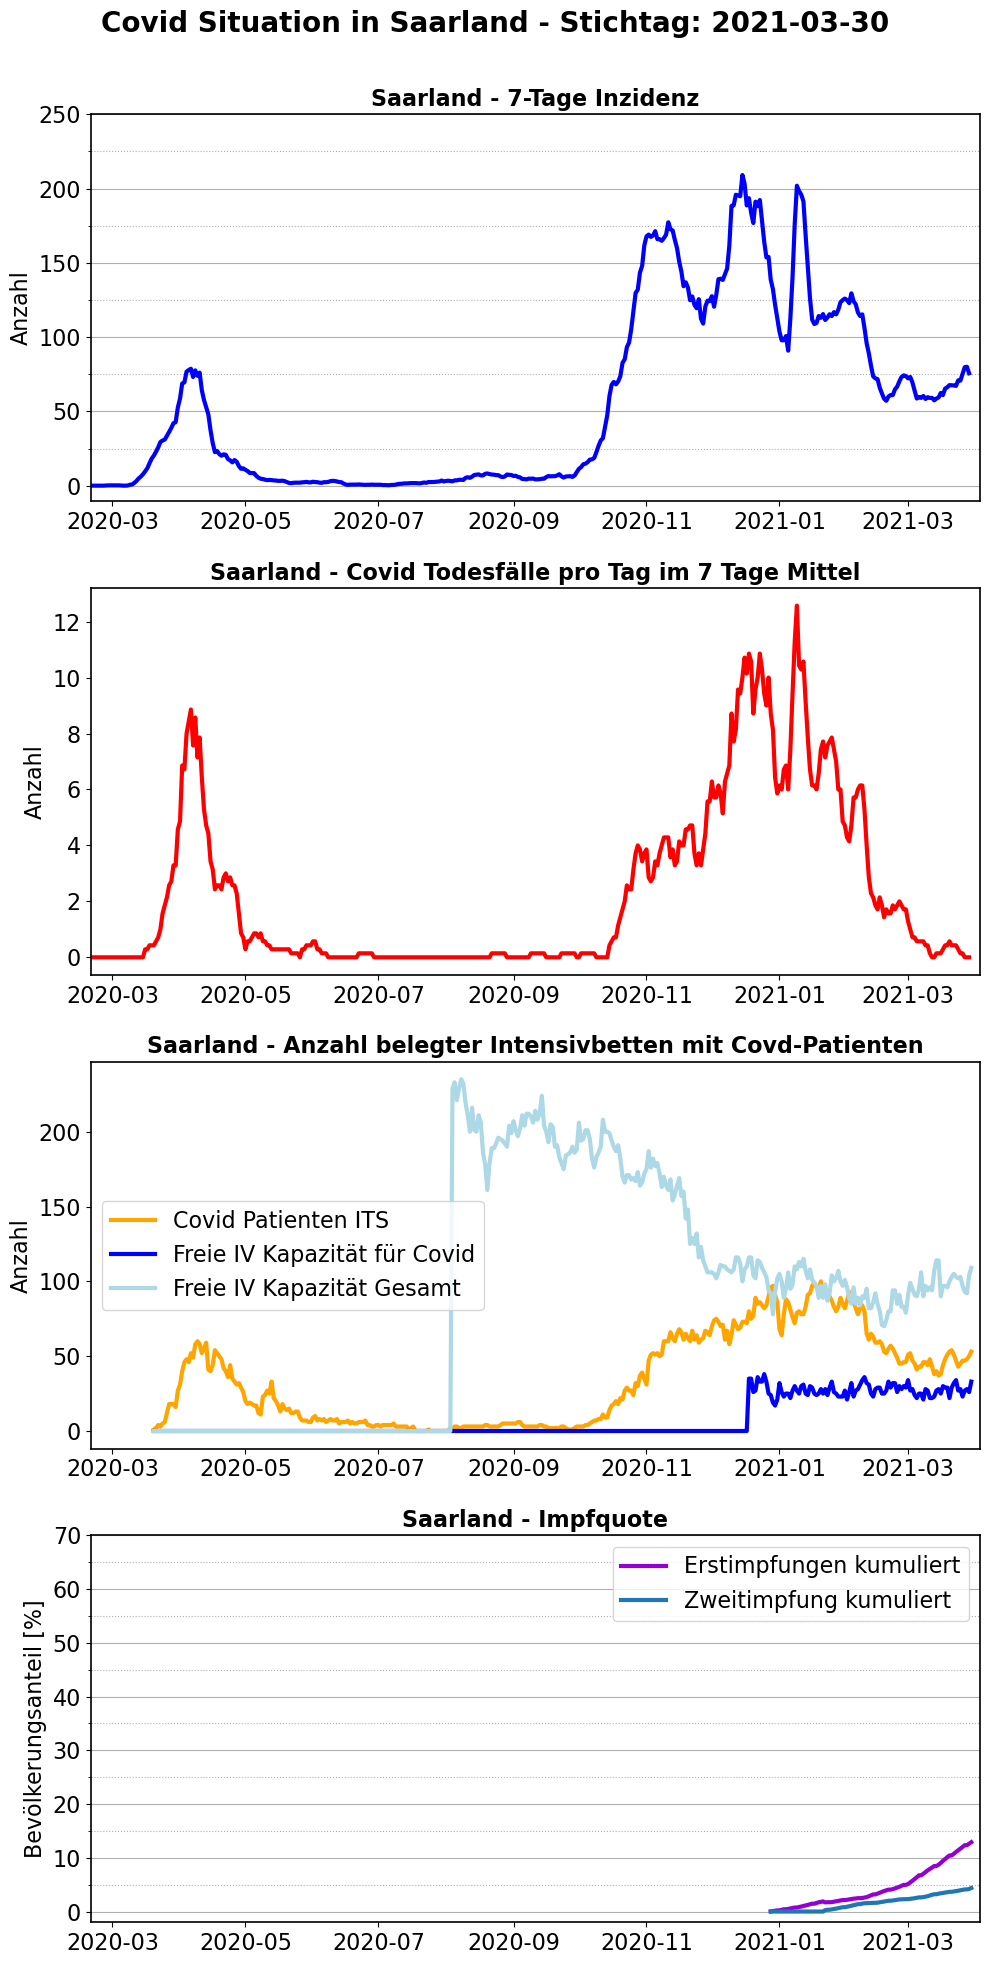 Covid Situation in Saarland - Stichtag: 2021-03-30
Saarland - 7-Tage Inzidenz
250
200
150
100
50
0
Anzahl
2020-03 2020-05 2020-07 2020-09 2020-11 2021-01 2021-03
Saarland - Covid Todesfälle pro Tag im 7 Tage Mittel
12
10
8
6
4
2
0
Anzahl
2020-03 2020-05 2020-07 2020-09 2020-11 2021-01 2021-03
Saarland - Anzahl belegter Intensivbetten mit Covd-Patienten
200
150
100
50
0
Anzahl
Covid Patienten ITS
Freie IV Kapazität für Covid
Freie IV Kapazität Gesamt
2020-03 2020-05 2020-07 2020-09 2020-11 2021-01 2021-03
Saarland - Impfquote
70
60
50
40
30
20
10
0
Bevölkerungsanteil [%]
Erstimpfungen kumuliert
Zweitimpfung kumuliert
2020-03 2020-05 2020-07 2020-09 2020-11 2021-01 2021-03